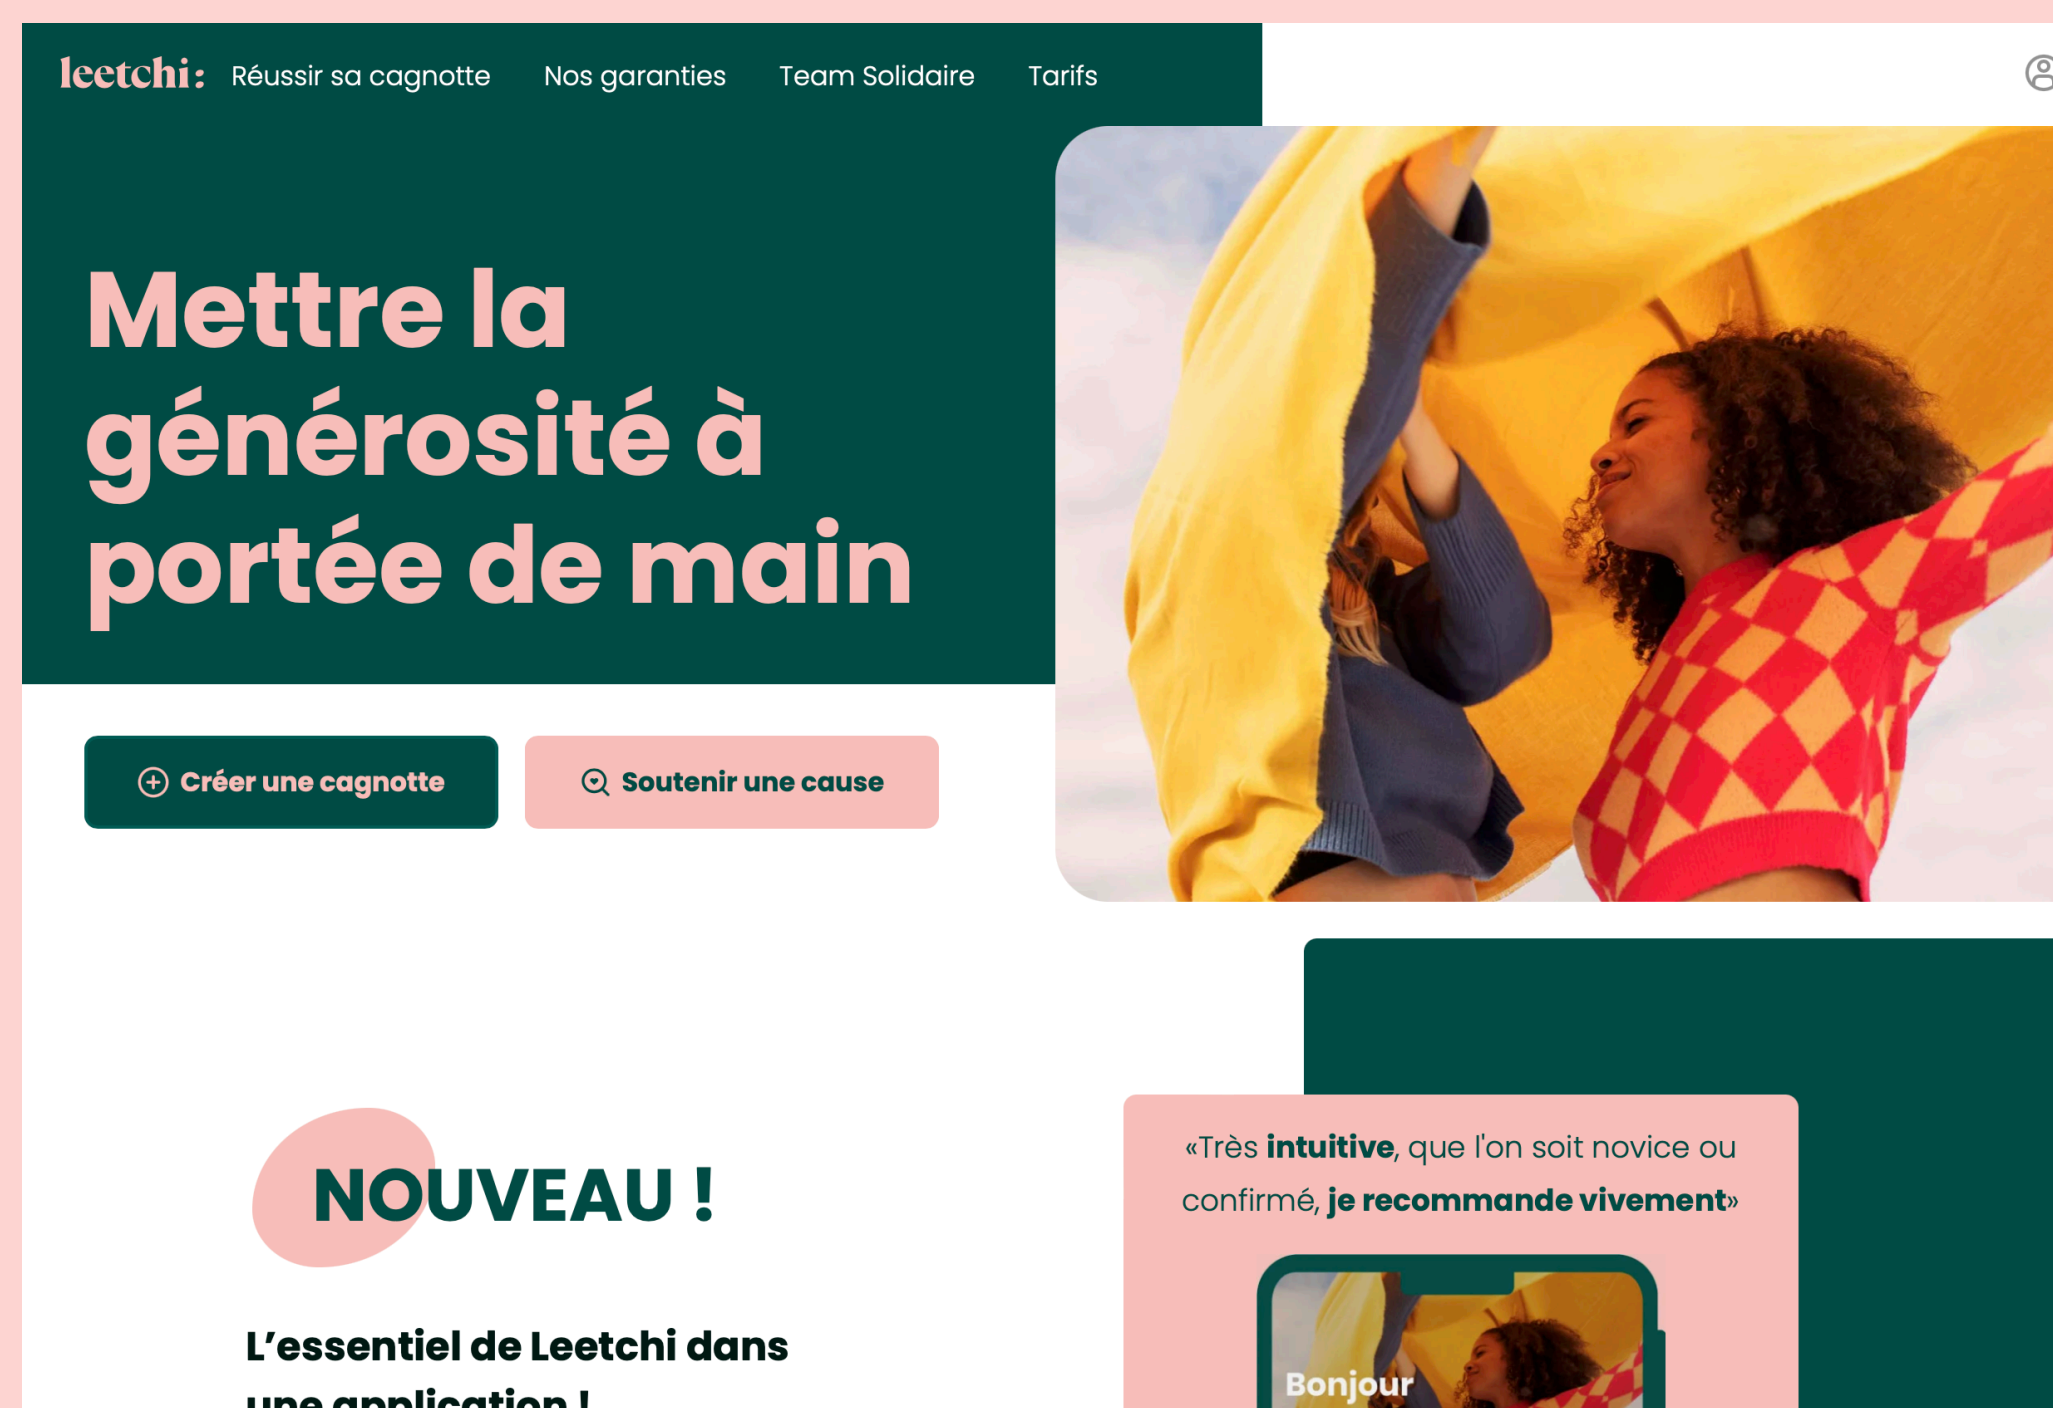 leetchi:
Réussir sa cagnotte
Nos garanties
Team Solidaire
Tarifs
Mettre la
générosité à
portée de main
Créer une cagnotte
Soutenir une cause
NOUVEAU !
L’essentiel de Leetchi dans
une application !
«Très intuitive, que l'on soit novice ou
confirmé, je recommande vivement»
Bonjour